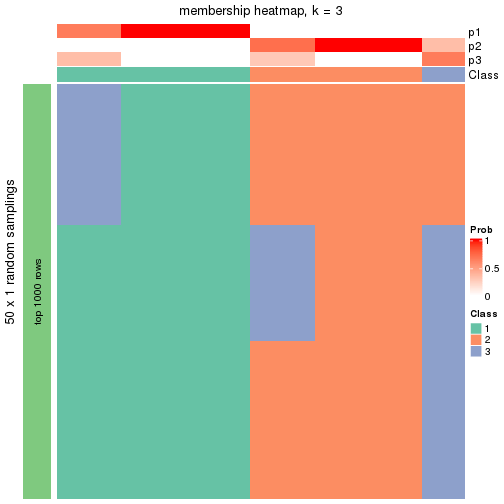 membership heatmap, k = 3
p1
p2
p3
Class
50 x 1 random samplings
top 1000 rows
Prob
1
0.5
0
Class
1
2
3